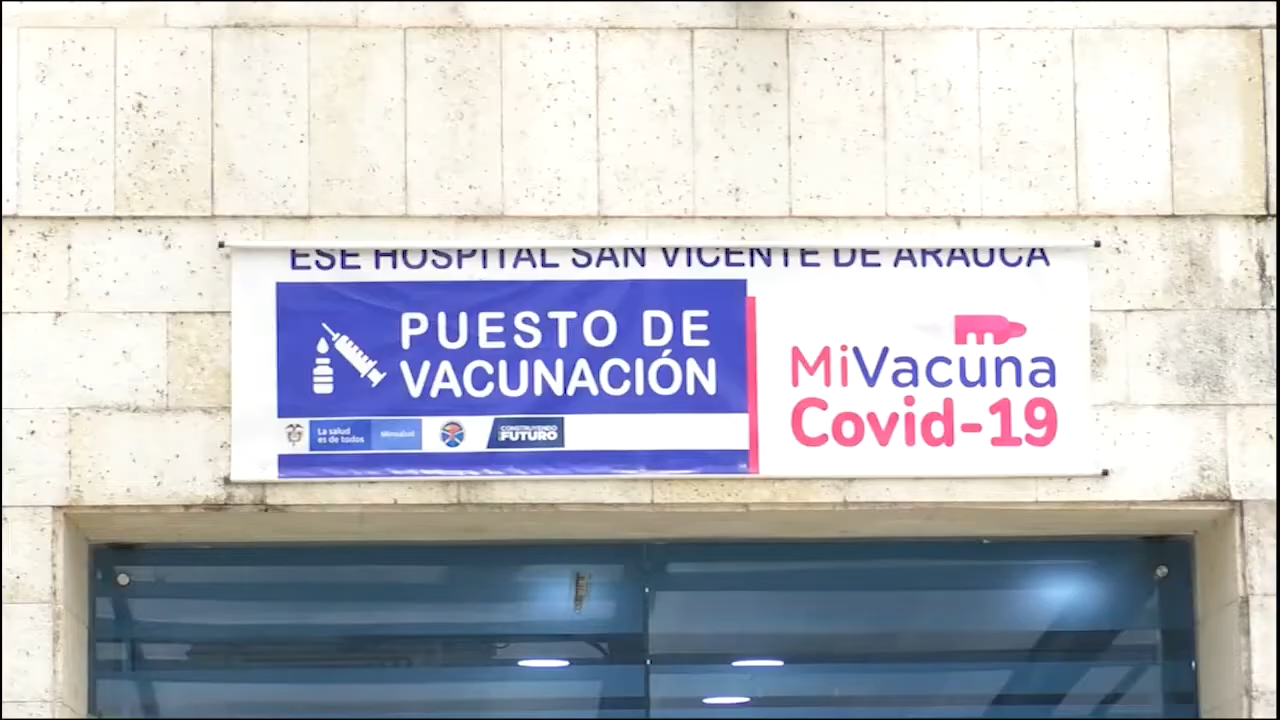 ESE HOSPITAL SAN VICENTE DE ARAUCA
PUESTO DE
VACUNACIÓN
La salud
es de todos
Minsalud
CONSTRUYENDO
FUTURO
MiVacuna
Covid-19